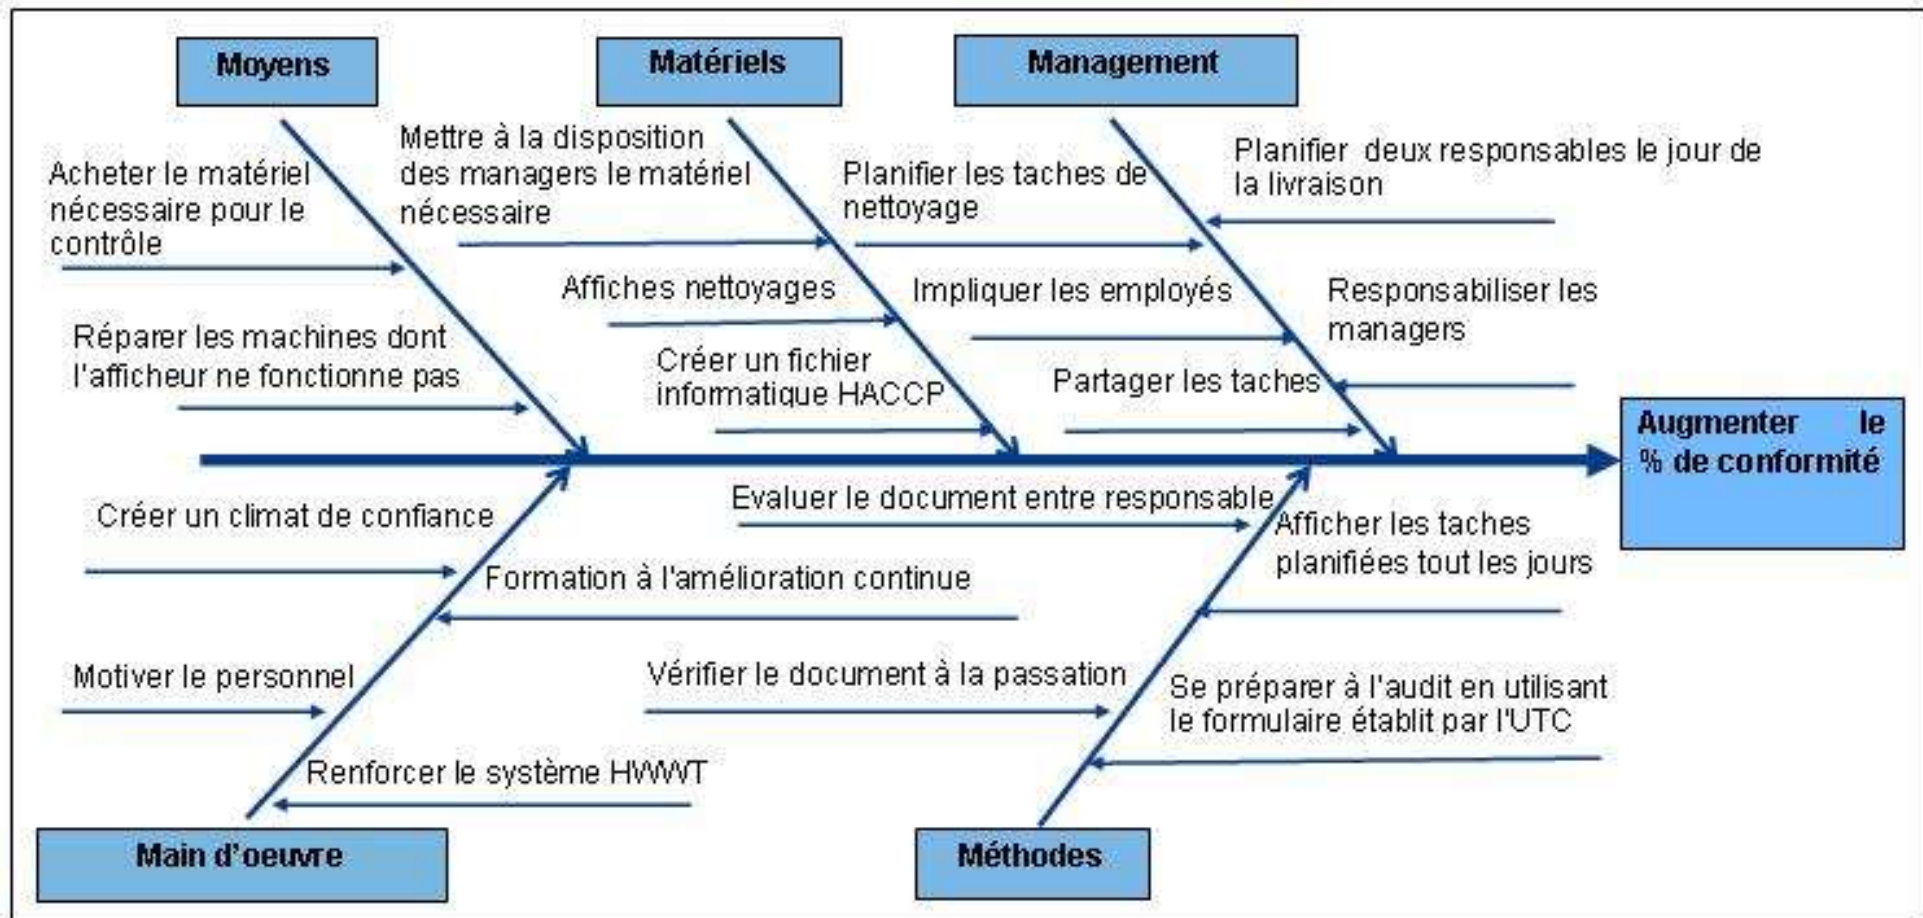 Moyens
Matériels
Management
Acheter le matériel
nécessaire pour le
contrôle
Réparer les machines dont
l'afficheur ne fonctionne pas
Mettre à la disposition
des managers le matériel
nécessaire
Affiches nettoyages
Créer un fichier
informatique HACCP
Planifier les taches de
nettoyage
Impliquer les employés
Partager les taches
Planifier deux responsables le jour de
la livraison
Responsabiliser les
managers
Augmenter le
% de conformité
Créer un climat de confiance
Formation à l'amélioration continue
Motiver le personnel
Renforcer le système HWWT
Evaluer le document entre responsable
Afficher les taches
planifiées tout les jours
Vérifier le document à la passation
Se préparer à l'audit en utilisant
le formulaire établit par l'UTC
Main d'oeuvre
Méthodes